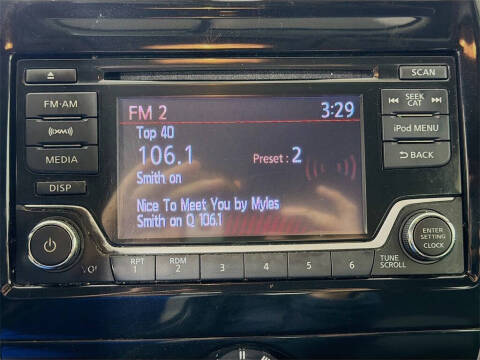 SCAN
FM·AM
SEEK
CAT
XM
iPod MENU
MEDIA
BACK
DISP
FM 2
3:29
Top 40
106.1
Preset : 2
Smith on
Nice To Meet You by Myles
Smith on Q 106.1
ENTER
SETTING
CLOCK
VOL
RPT
1
RDM
2
3
4
5
6
TUNE
SCROLL